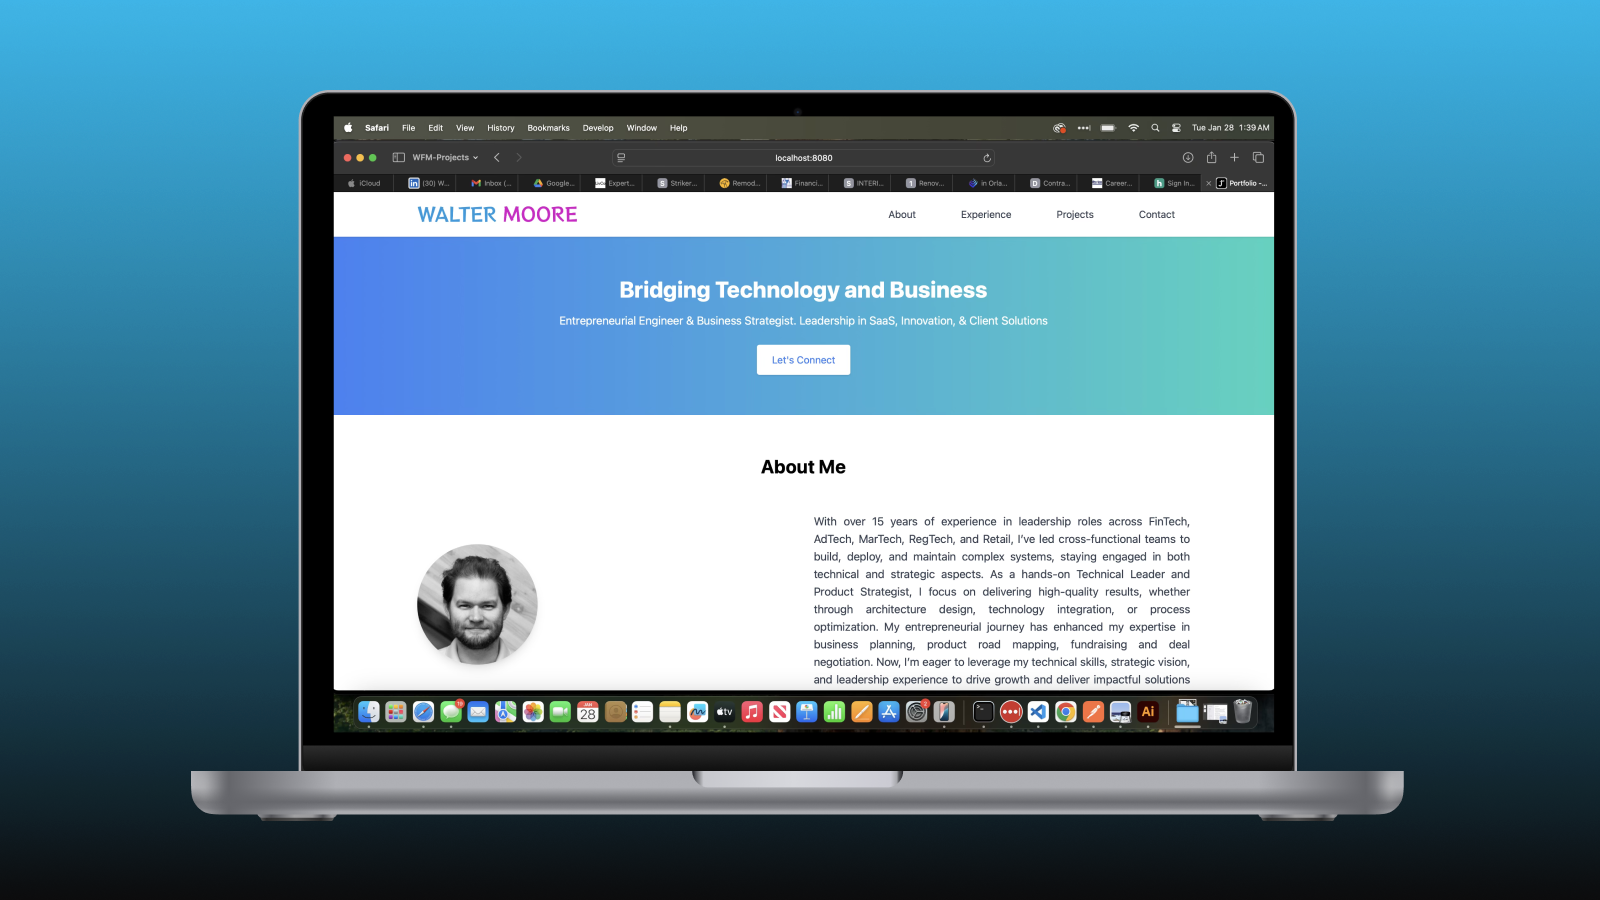 Safari File Edit View History Bookmarks Develop Window Help Tue Jan 28 1:39 AM
WFM-Projects localhost:8080
iCloud (30) W... Inbox (... Google... Expert... Striker... Remod... Financi... INTERI... Renov... in Orla... Contra... Career... Sign In... Portfolio -...
WALTER MOORE About Experience Projects Contact
Bridging Technology and Business
Entrepreneurial Engineer & Business Strategist. Leadership in SaaS, Innovation, & Client Solutions
Let's Connect
About Me
With over 15 years of experience in leadership roles across FinTech,
AdTech, MarTech, RegTech, and Retail, I've led cross-functional teams to
build, deploy, and maintain complex systems, staying engaged in both
technical and strategic aspects. As a hands-on Technical Leader and
Product Strategist, I focus on delivering high-quality results, whether
through architecture design, technology integration, or process
optimization. My entrepreneurial journey has enhanced my expertise in
business planning, product road mapping, fundraising and deal
negotiation. Now, I'm eager to leverage my technical skills, strategic vision,
and leadership experience to drive growth and deliver impactful solutions
JAN
28
tv
Ai